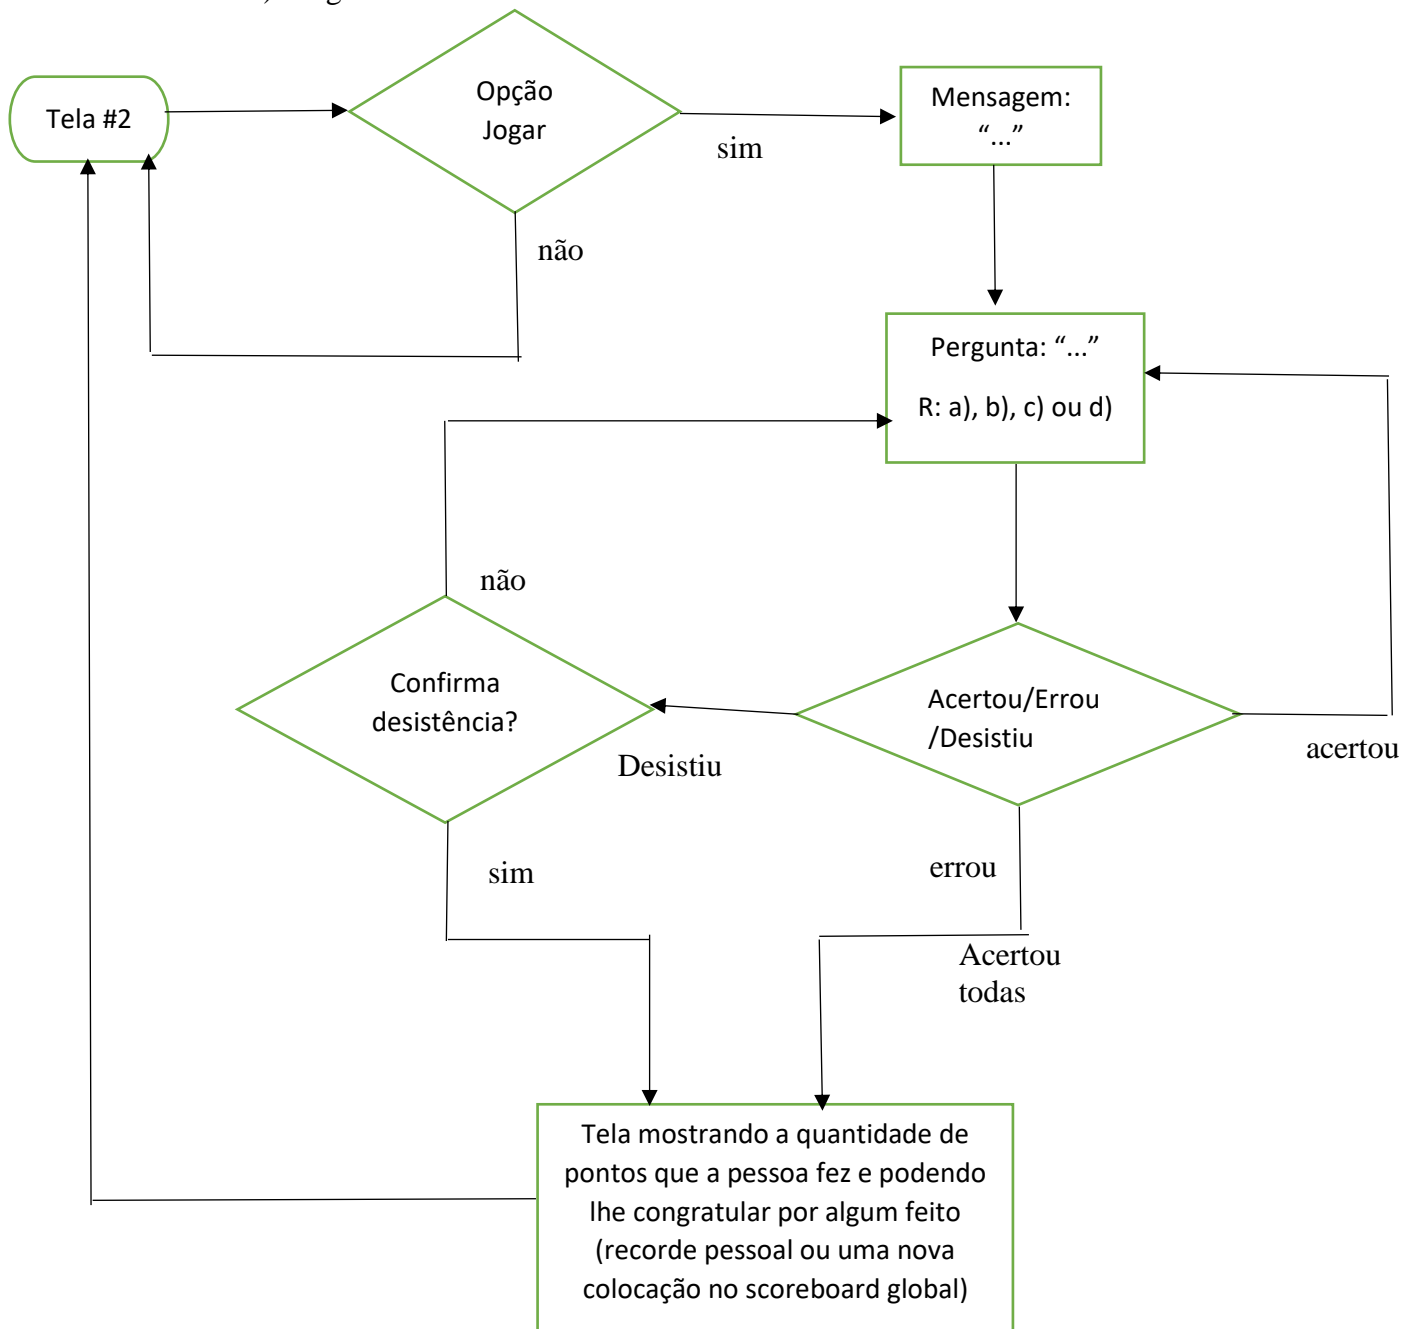 Opção
Jogar
Tela #2
Mensagem:
“...”
sim
não
Pergunta: “...”
R: a), b), c) ou d)
não
Confirma
desistência?
Acertou/Errou
/Desistiu
Desistiu
acertou
sim
errou
Acertou
todas
Tela mostrando a quantidade de
pontos que a pessoa fez e podendo
lhe congratular por algum feito
(recorde pessoal ou uma nova
colocação no scoreboard global)